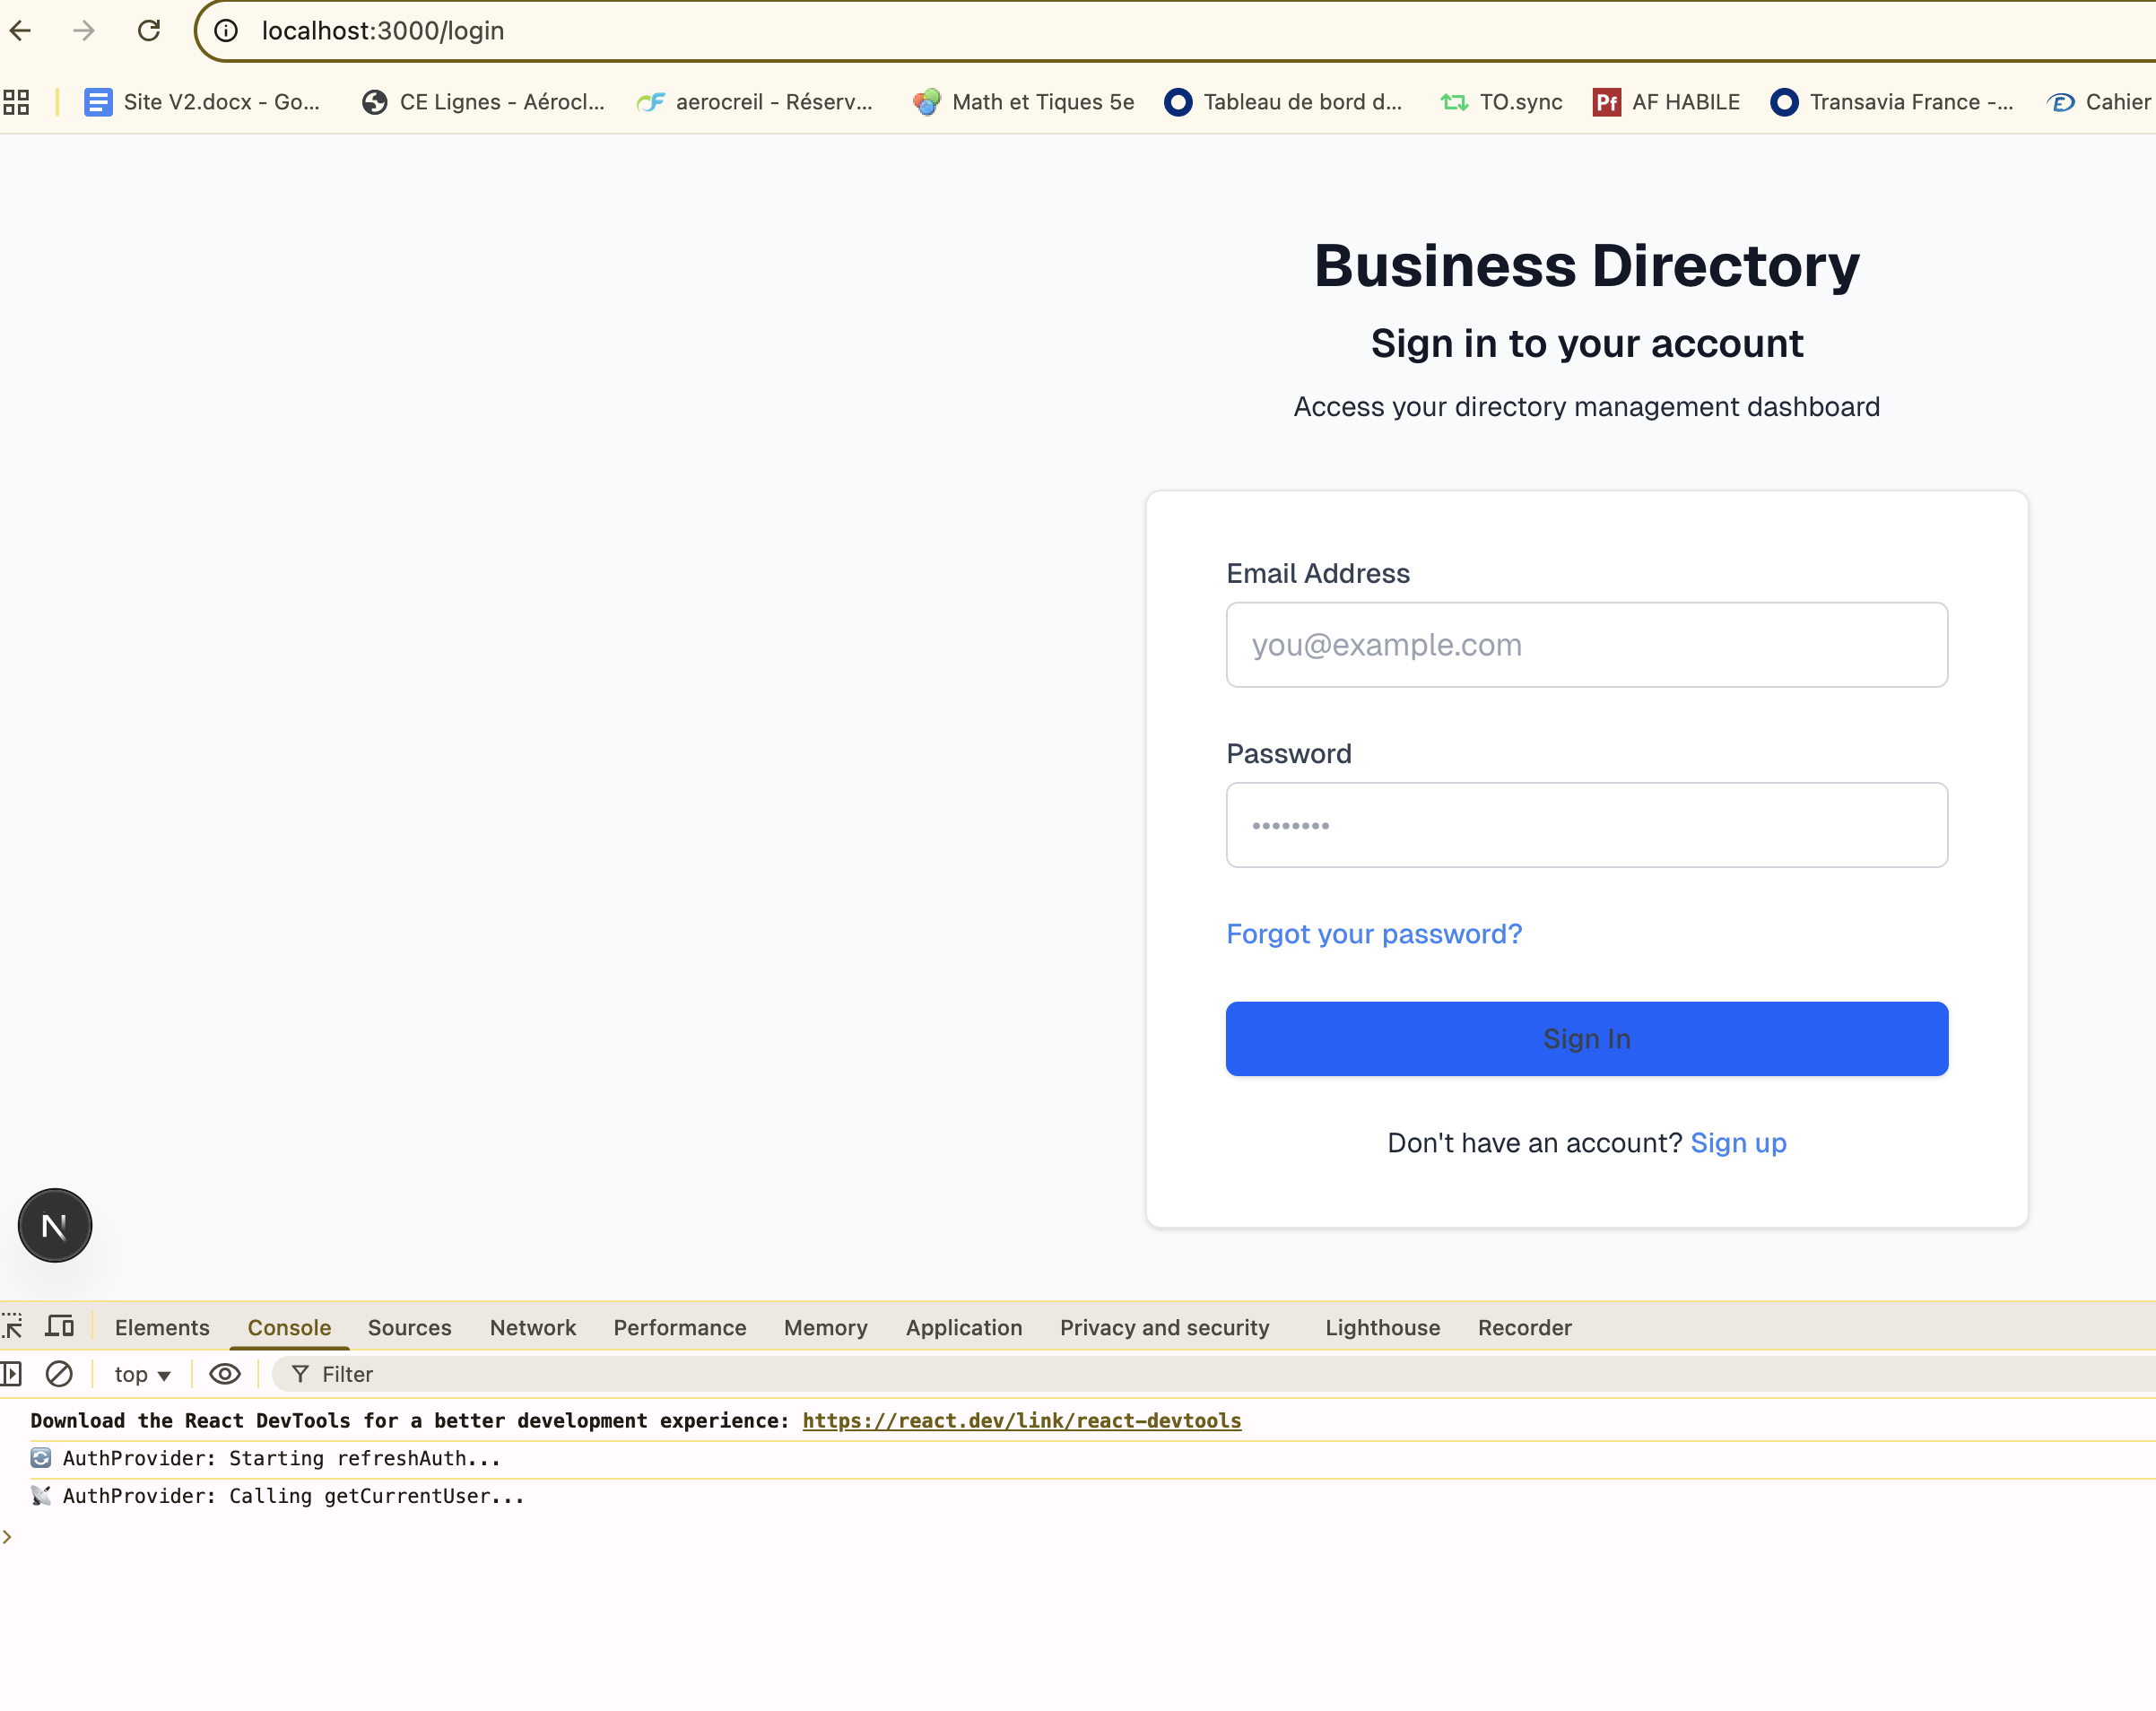 localhost:3000/login
Site V2.docx - Go... CE Lignes - Aérocl... aerocreil - Réserv... Math et Tiques 5e Tableau de bord d... TO.sync Pf AF HABILE Transavia France -... Cahier
Business Directory
Sign in to your account
Access your directory management dashboard
Email Address
you@example.com
Password
••••••••
Forgot your password?
Sign In
Don't have an account? Sign up
N
Elements Console Sources Network Performance Memory Application Privacy and security Lighthouse Recorder
top Filter
Download the React DevTools for a better development experience: https://react.dev/link/react-devtools
AuthProvider: Starting refreshAuth...
AuthProvider: Calling getCurrentUser...